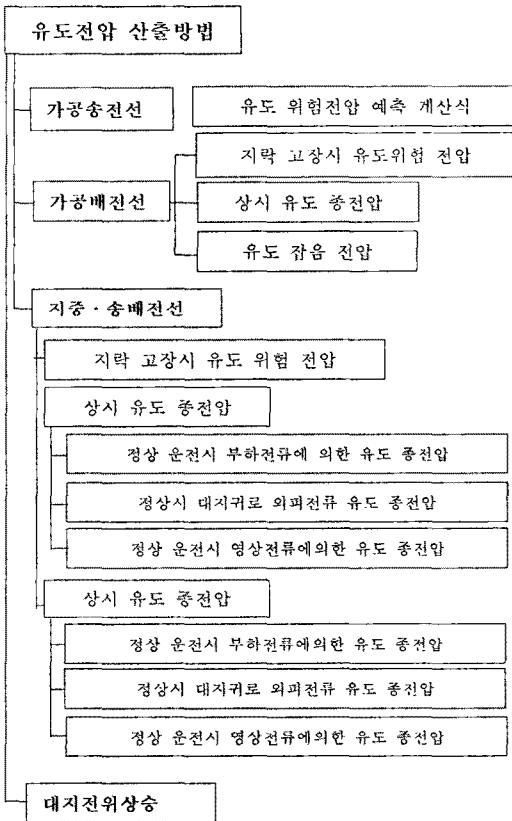 유도전압 산출방법
가공송전선
유도 위험전압 예측 계산식
지락 고장시 유도위험 전압
가공배전선
상시 유도 종전압
유도 잡음 전압
지중·송배전선
지락 고장시 유도 위험 전압
상시 유도 종전압
정상 운전시 부하전류에 의한 유도 종전압
정상시 대지귀로 외피전류 유도 종전압
정상 운전시 영상전류에의한 유도 종전압
상시 유도 종전압
정상 운전시 부하전류에의한 유도 종전압
정상시 대지귀로 외피전류 유도 종전압
정상 운전시 영상전류에의한 유도 종전압
대지전위상승